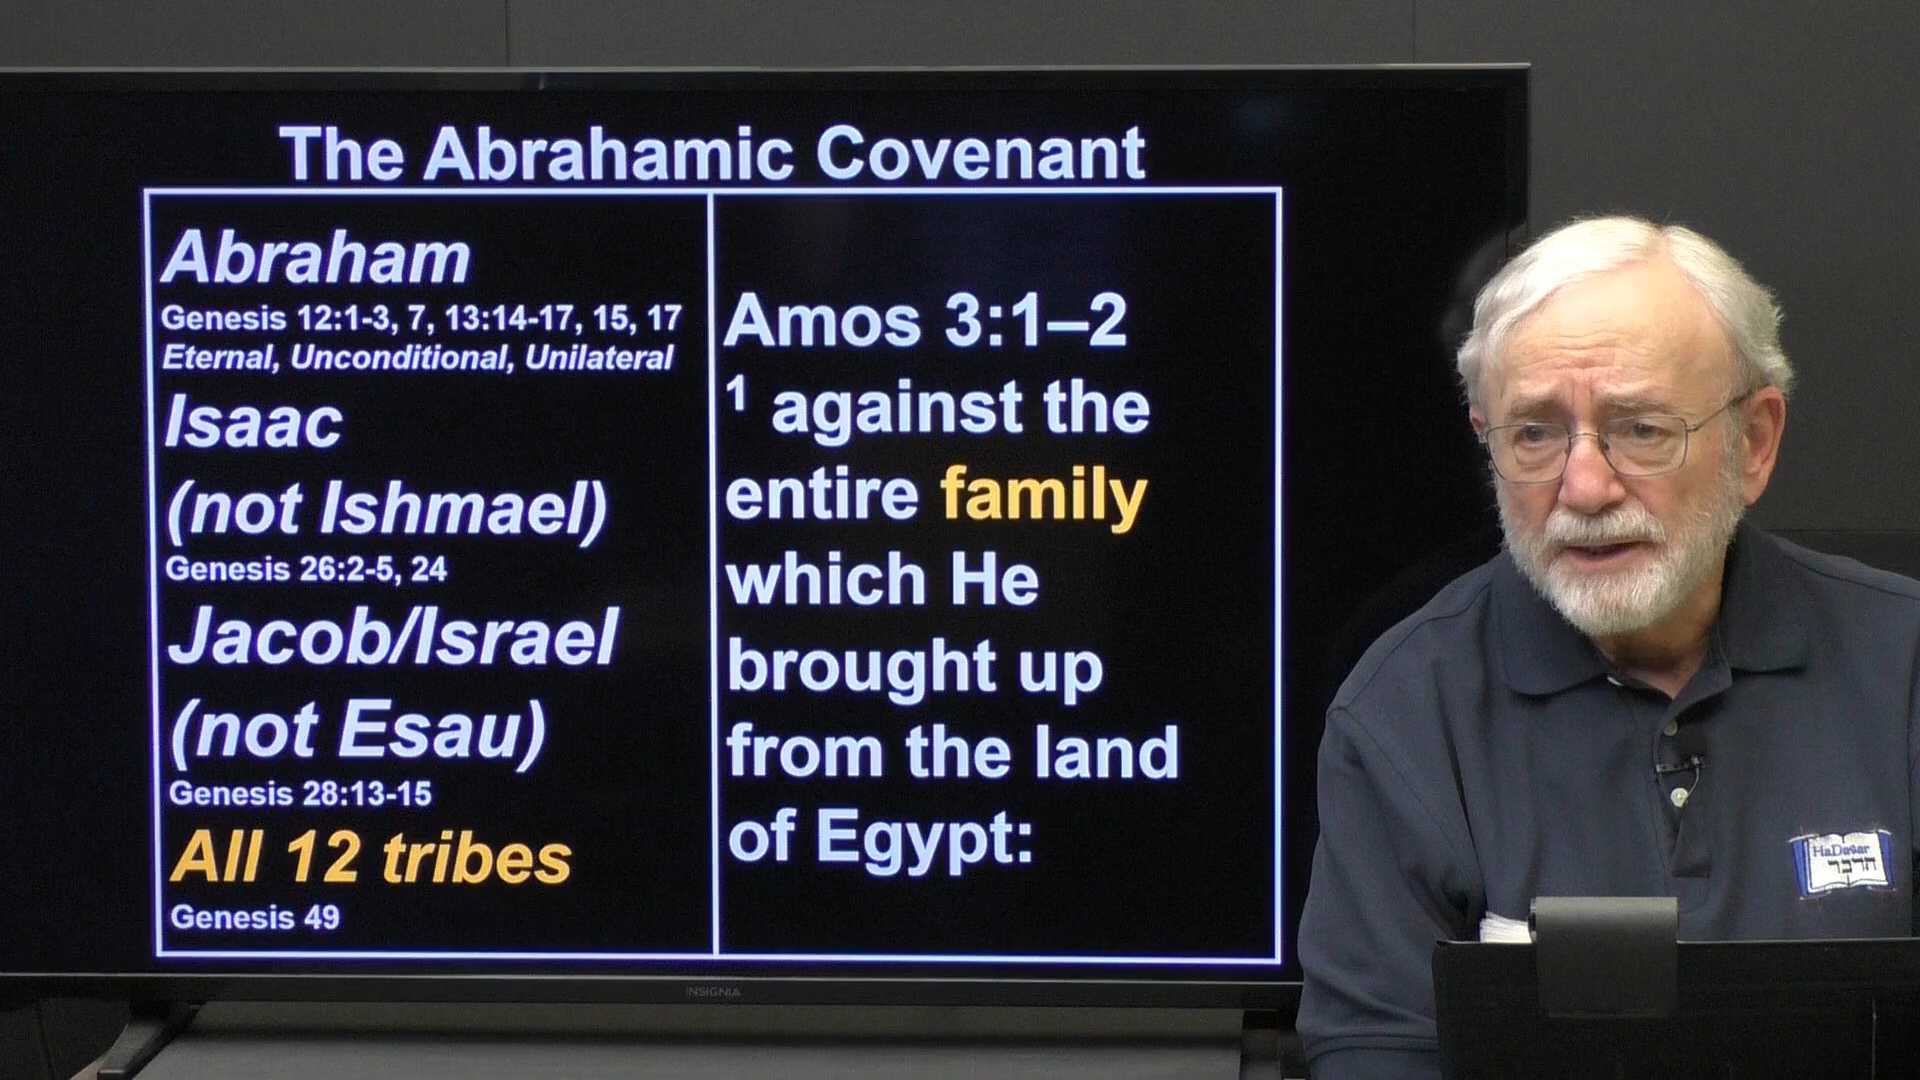 The Abrahamic Covenant
Abraham
Genesis 12:1-3, 7, 13:14-17, 15, 17
Eternal, Unconditional, Unilateral
Isaac
(not Ishmael)
Genesis 26:2-5, 24
Jacob/Israel
(not Esau)
Genesis 28:13-15
All 12 tribes
Genesis 49
Amos 3:1–2
1 against the
entire family
which He
brought up
from the land
of Egypt:
INSIGNIA
HaDavar
הדבר